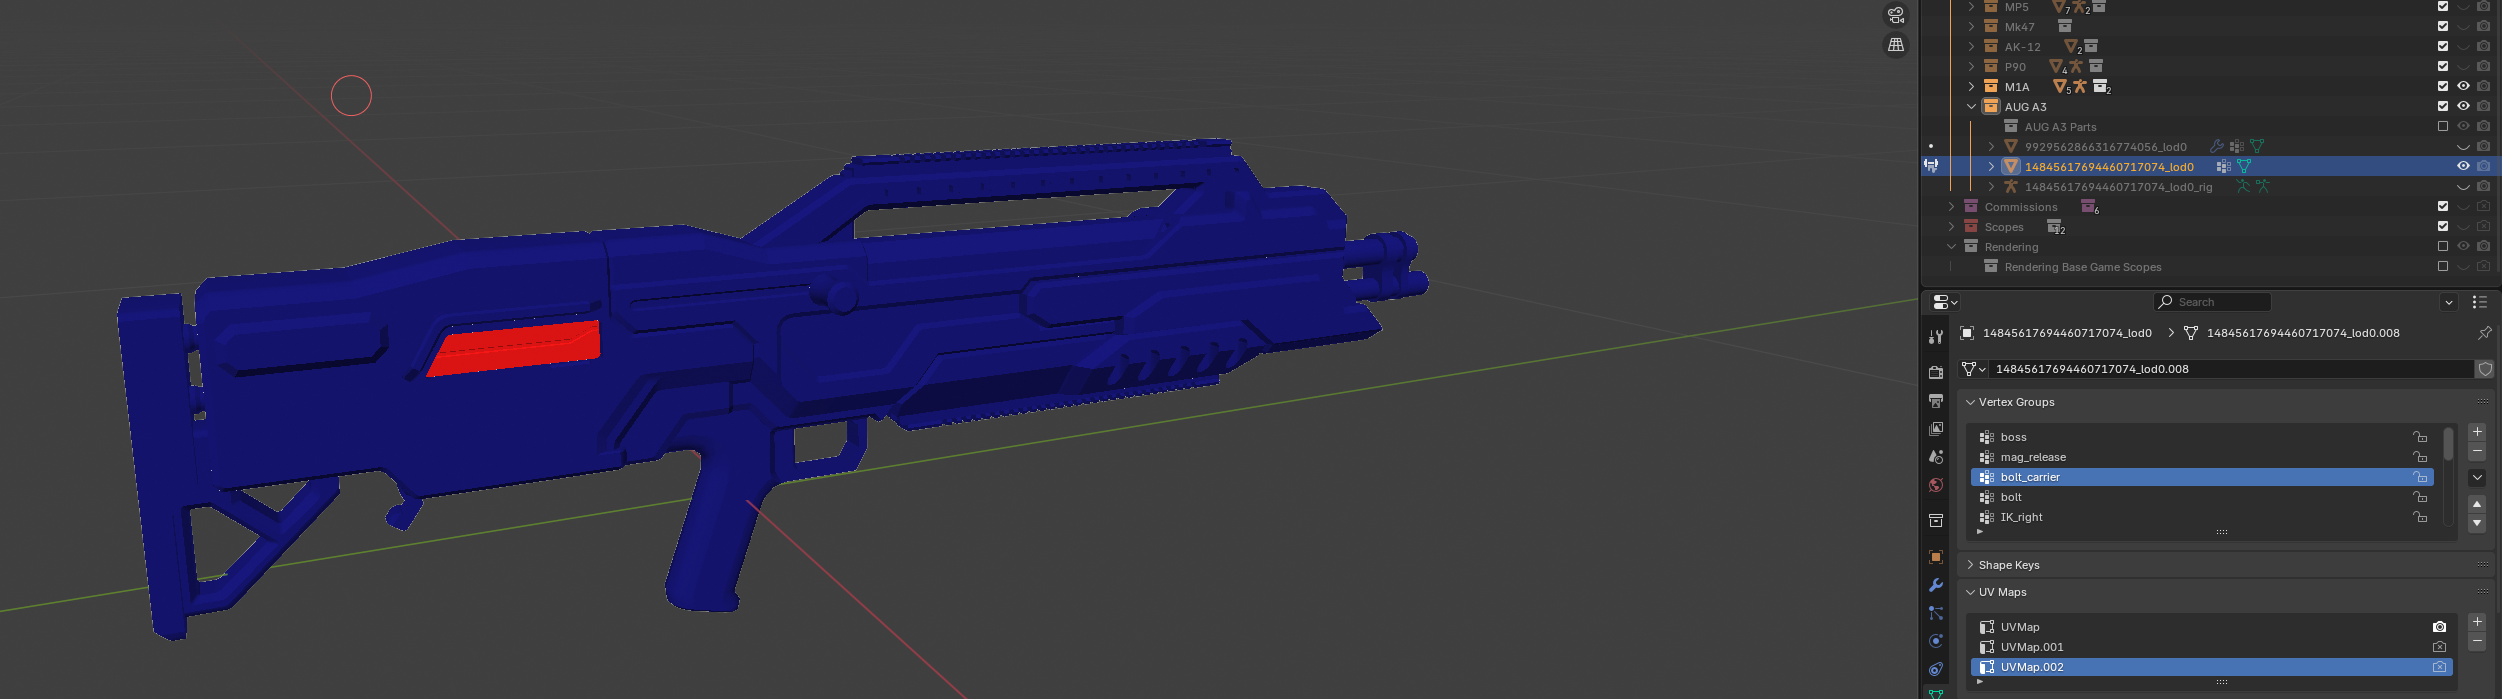 MP5 7 2
Mk47
AK-12 2
P90 4
M1A 5 2
AUG A3
AUG A3 Parts
9929562866316774056_lod0
14845617694460717074_lod0
14845617694460717074_lod0_rig
Commissions 6
Scopes 12
Rendering
Rendering Base Game Scopes
Search
14845617694460717074_lod0 > 14845617694460717074_lod0.008
14845617694460717074_lod0.008
Vertex Groups
boss
mag_release
bolt_carrier
bolt
IK_right
Shape Keys
UV Maps
UVMap
UVMap.001
UVMap.002